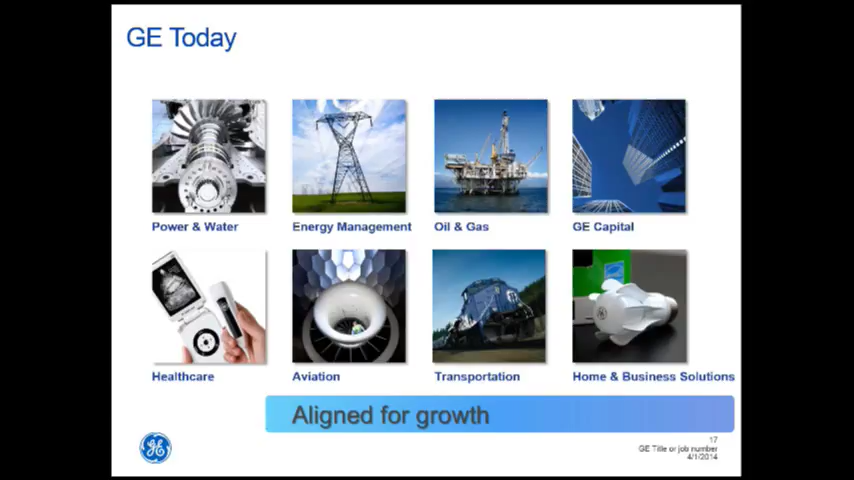 GE Today
Power & Water
Energy Management
Oil & Gas
GE Capital
Healthcare
Aviation
Transportation
Home & Business Solutions
Aligned for growth
GE
17
GE Title or job number
4/1/2014